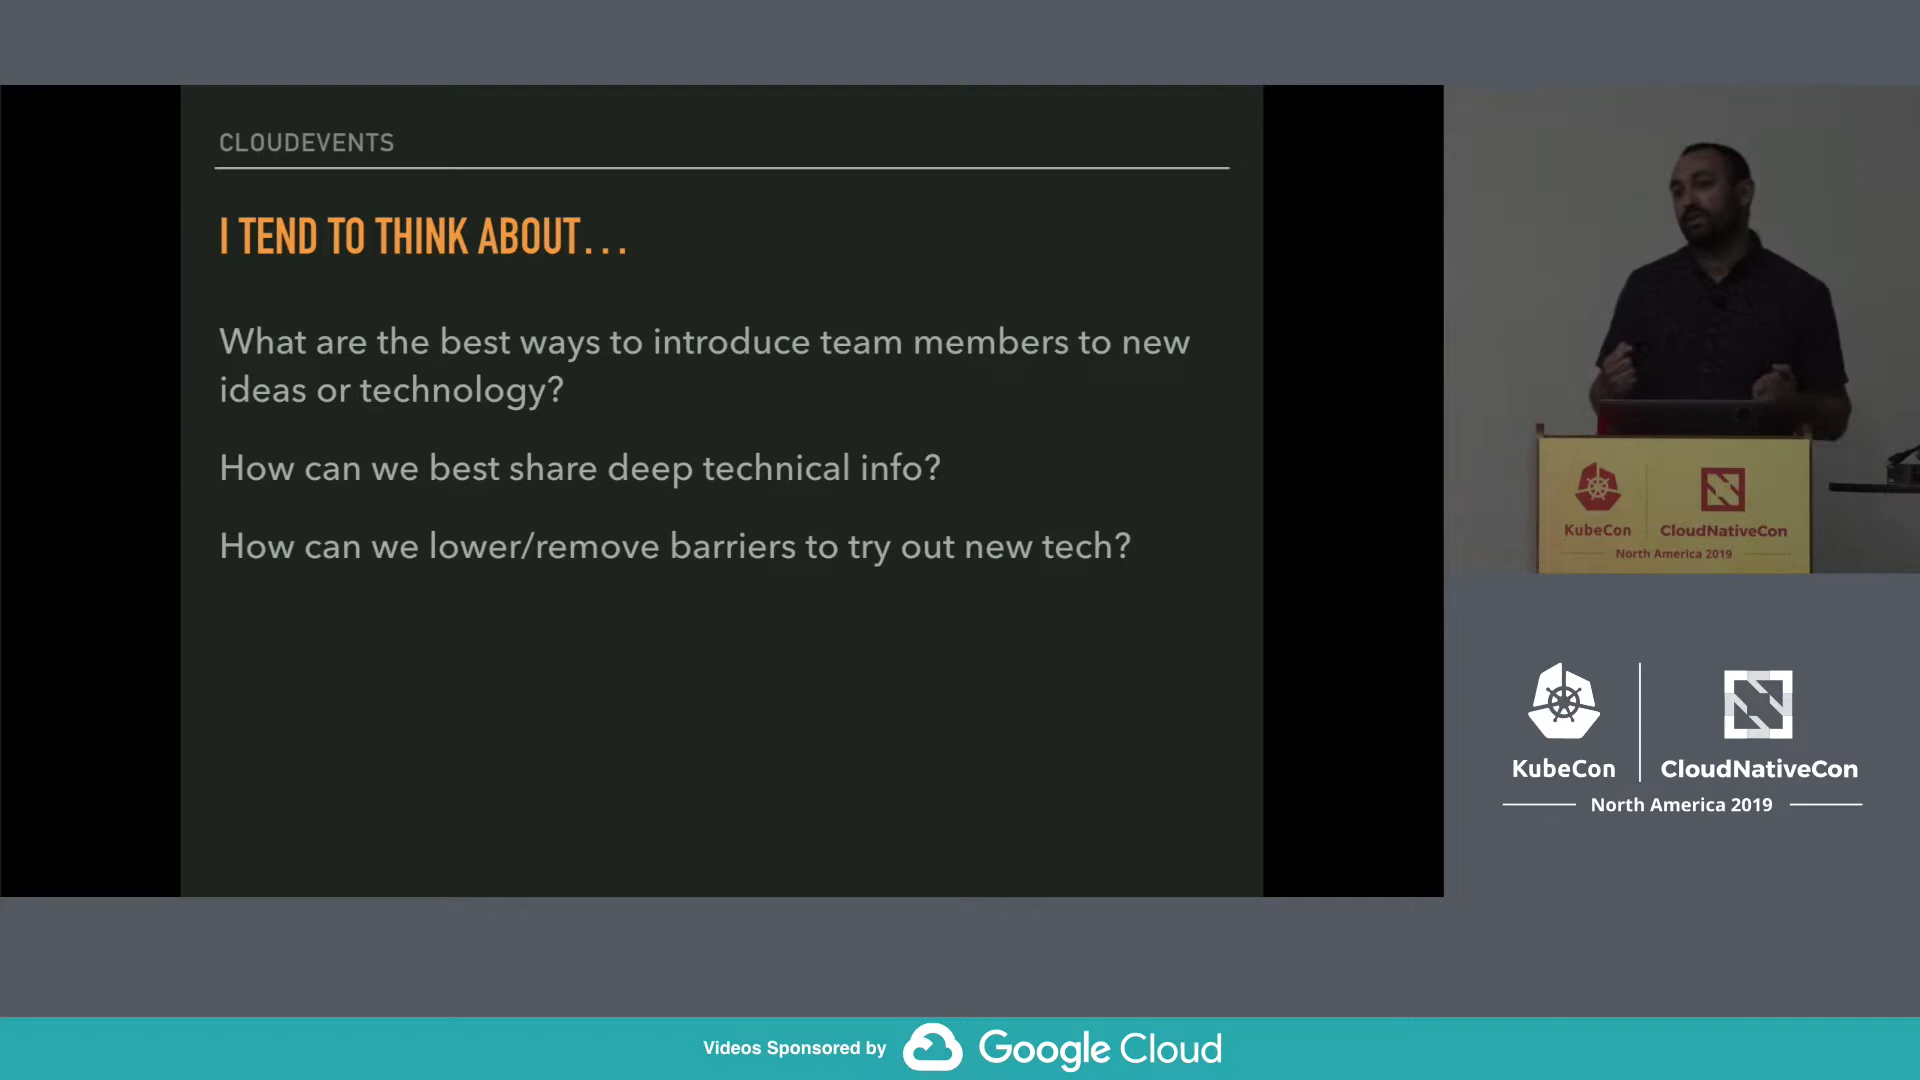 CLOUDEVENTS
I TEND TO THINK ABOUT...
What are the best ways to introduce team members to new
ideas or technology?
How can we best share deep technical info?
How can we lower/remove barriers to try out new tech?
KubeCon
CloudNativeCon
North America 2019
KubeCon
CloudNativeCon
North America 2019
Videos Sponsored by
Google Cloud